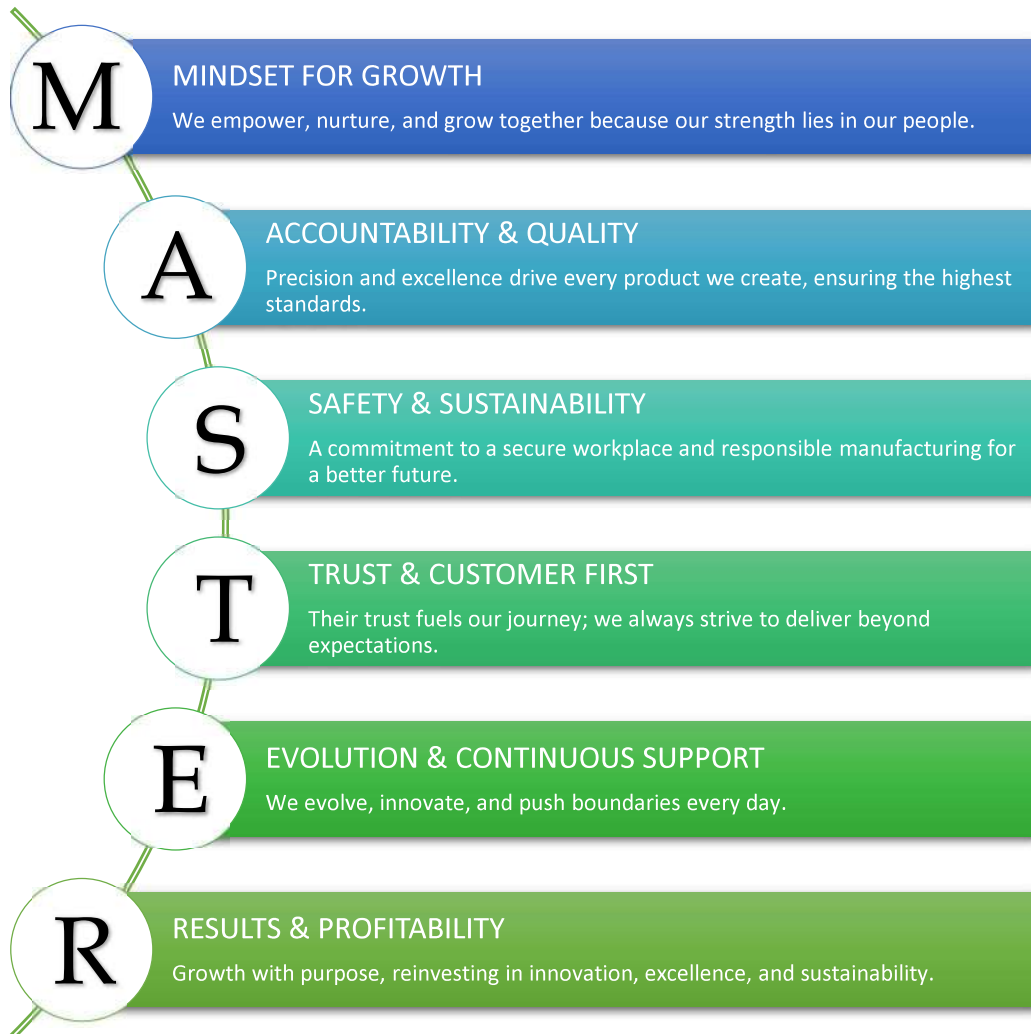 M
MINDSET FOR GROWTH
We empower, nurture, and grow together because our strength lies in our people.
A
ACCOUNTABILITY & QUALITY
Precision and excellence drive every product we create, ensuring the highest
standards.
S
SAFETY & SUSTAINABILITY
A commitment to a secure workplace and responsible manufacturing for
a better future.
T
TRUST & CUSTOMER FIRST
Their trust fuels our journey; we always strive to deliver beyond
expectations.
E
EVOLUTION & CONTINUOUS SUPPORT
We evolve, innovate, and push boundaries every day.
R
RESULTS & PROFITABILITY
Growth with purpose, reinvesting in innovation, excellence, and sustainability.